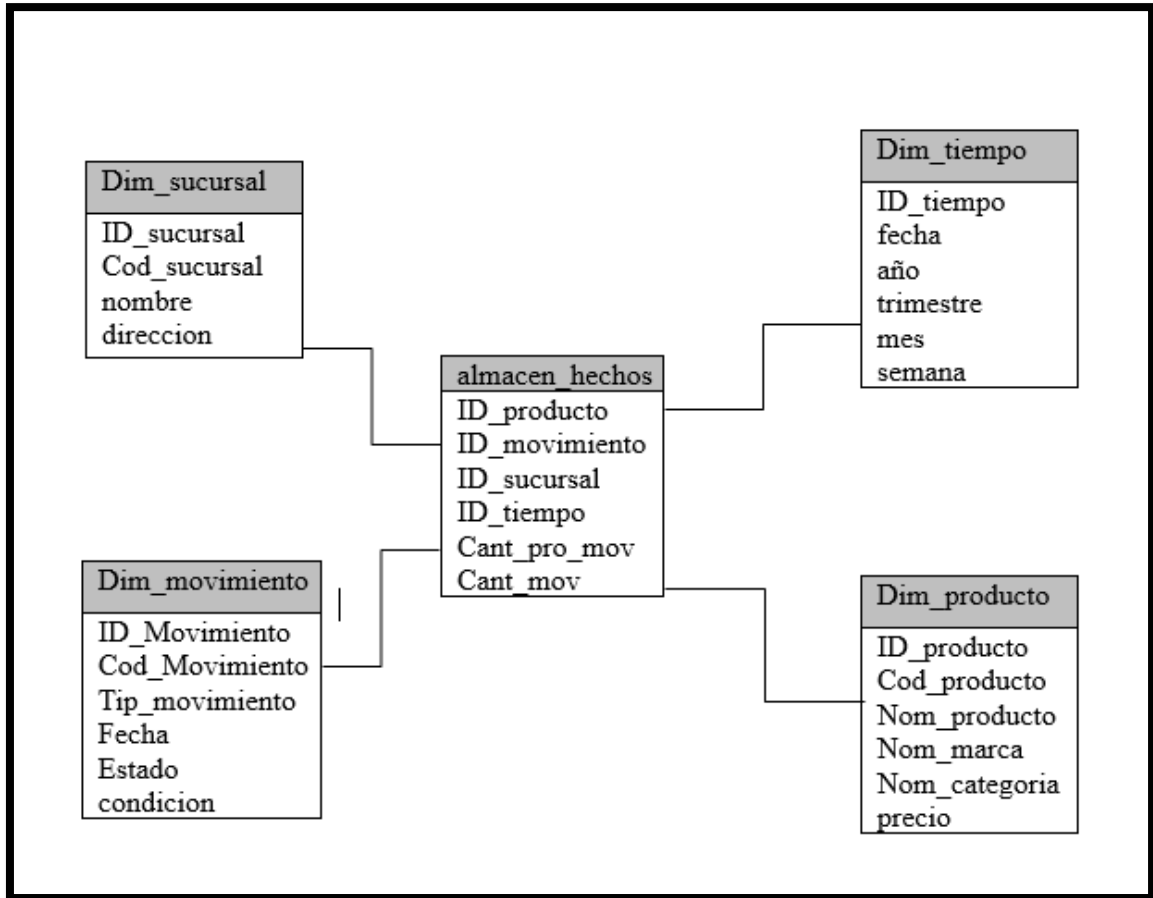 Dim_sucursal
ID_sucursal
Cod_sucursal
nombre
direccion
Dim_tiempo
ID_tiempo
fecha
año
trimestre
mes
semana
almacen_hechos
ID_producto
ID_movimiento
ID_sucursal
ID_tiempo
Cant_pro_mov
Cant_mov
Dim_movimiento
ID_Movimiento
Cod_Movimiento
Tip_movimiento
Fecha
Estado
condicion
Dim_producto
ID_producto
Cod_producto
Nom_producto
Nom_marca
Nom_categoria
precio